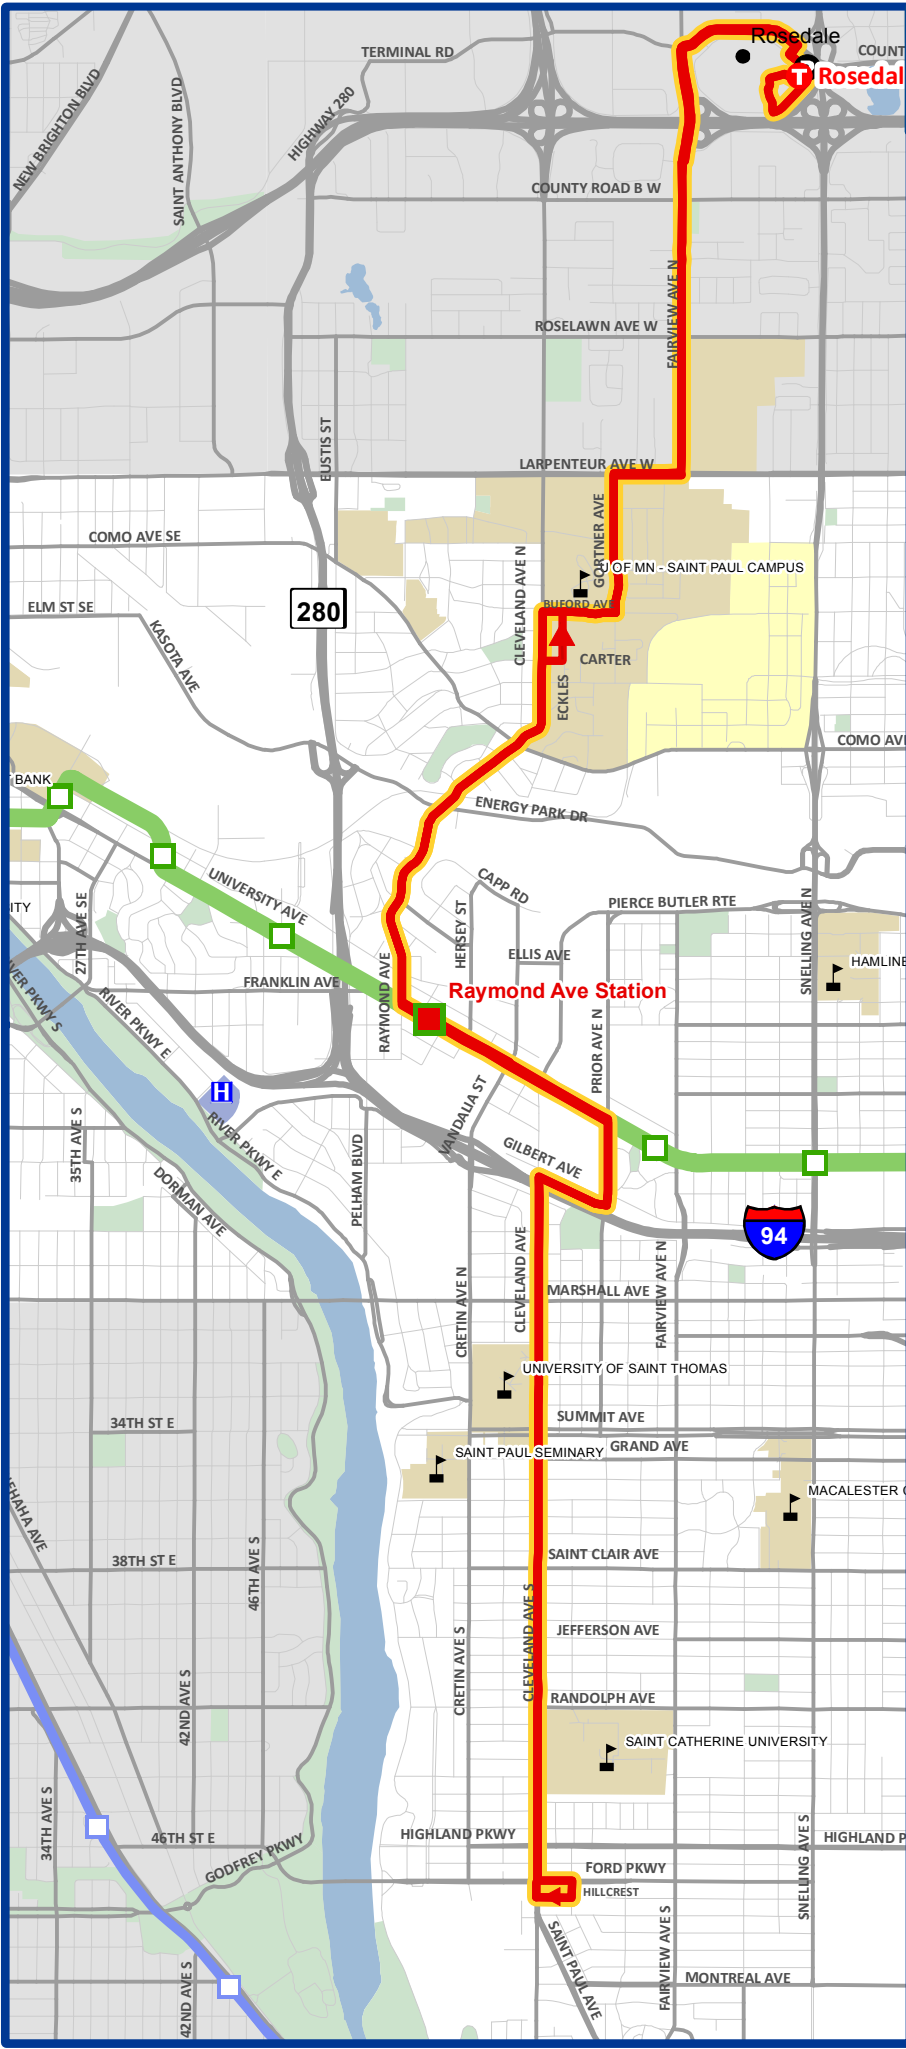 Rosedale
TERMINAL RD
COUNT
Rosedal
T
NEW BRIGHTON BLVD
SAINT ANTHONY BLVD
HIGHWAY 280
COUNTY ROAD B W
FAIRVIEW AVE N
ROSELAWN AVE W
EUSTIS ST
LARPENTEUR AVE W
GORTNER AVE
COMO AVE SE
CLEVELAND AVE N
U OF MN - SAINT PAUL CAMPUS
BUFORD AVE
ELM ST SE
280
KASOTA AVE
CARTER
ECKLES
COMO AV
BANK
ENERGY PARK DR
UNIVERSITY AVE
CAPP RD
PIERCE BUTLER RTE
SNELLING AVE N
ITY
27TH AVE SE
HERSEY ST
ELLIS AVE
HAMLINE
FRANKLIN AVE
RAYMOND AVE
Raymond Ave Station
VER PKWY S
RIVER PKWY E
PRIOR AVE N
H
RIVER PKWY E
VANDALIA ST
GILBERT AVE
35TH AVE S
PELHAM BLVD
DORMAN AVE
94
CLEVELAND AVE
FAIRVIEW AVE N
CRETIN AVE N
MARSHALL AVE
UNIVERSITY OF SAINT THOMAS
34TH ST E
SUMMIT AVE
GRAND AVE
SAINT PAUL SEMINARY
MACALESTER
EHAHA AVE
38TH ST E
46TH AVE S
SAINT CLAIR AVE
CLEVELAND AVE S
JEFFERSON AVE
CRETIN AVE S
42ND AVE S
RANDOLPH AVE
SAINT CATHERINE UNIVERSITY
34TH AVE S
46TH ST E
GODFREY PKWY
HIGHLAND PKWY
HIGHLAND P
SNELLING AVE S
FORD PKWY
HILLCREST
SAINT PAUL AVE
FAIRVIEW AVE S
42ND AVE S
MONTREAL AVE